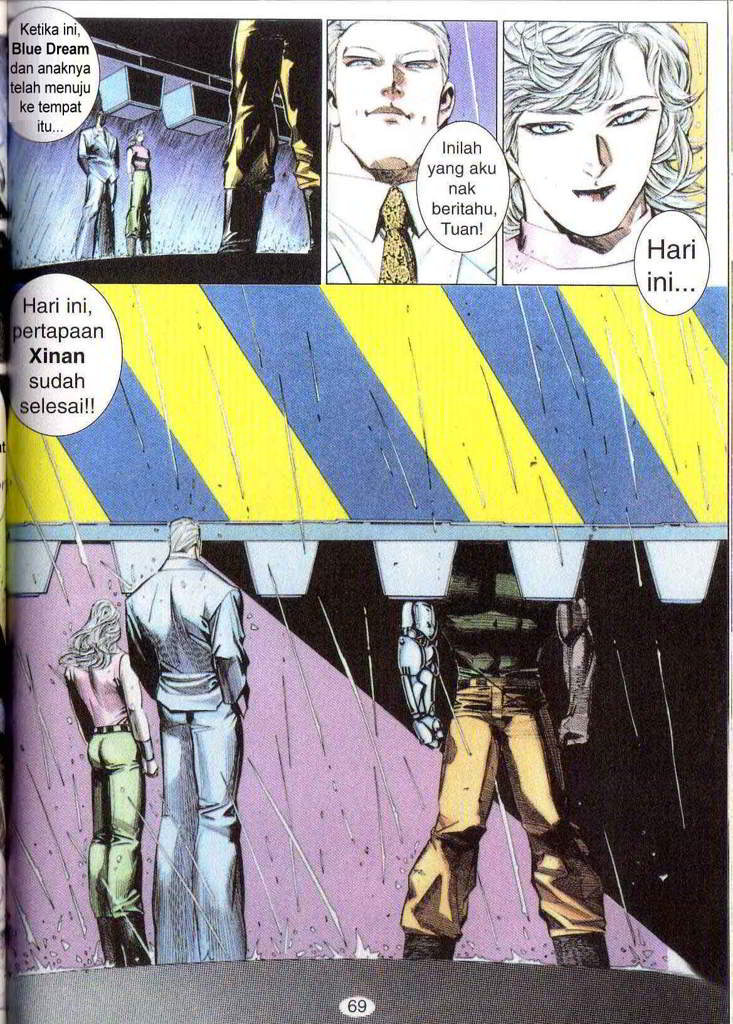 Ketika ini,
Blue Dream
dan anaknya
telah menuju
ke tempat
itu...
Inilah
yang aku
nak
beritahu,
Tuan!
Hari
ini...
Hari ini,
pertapaan
Xinan
sudah
selesai!!
69